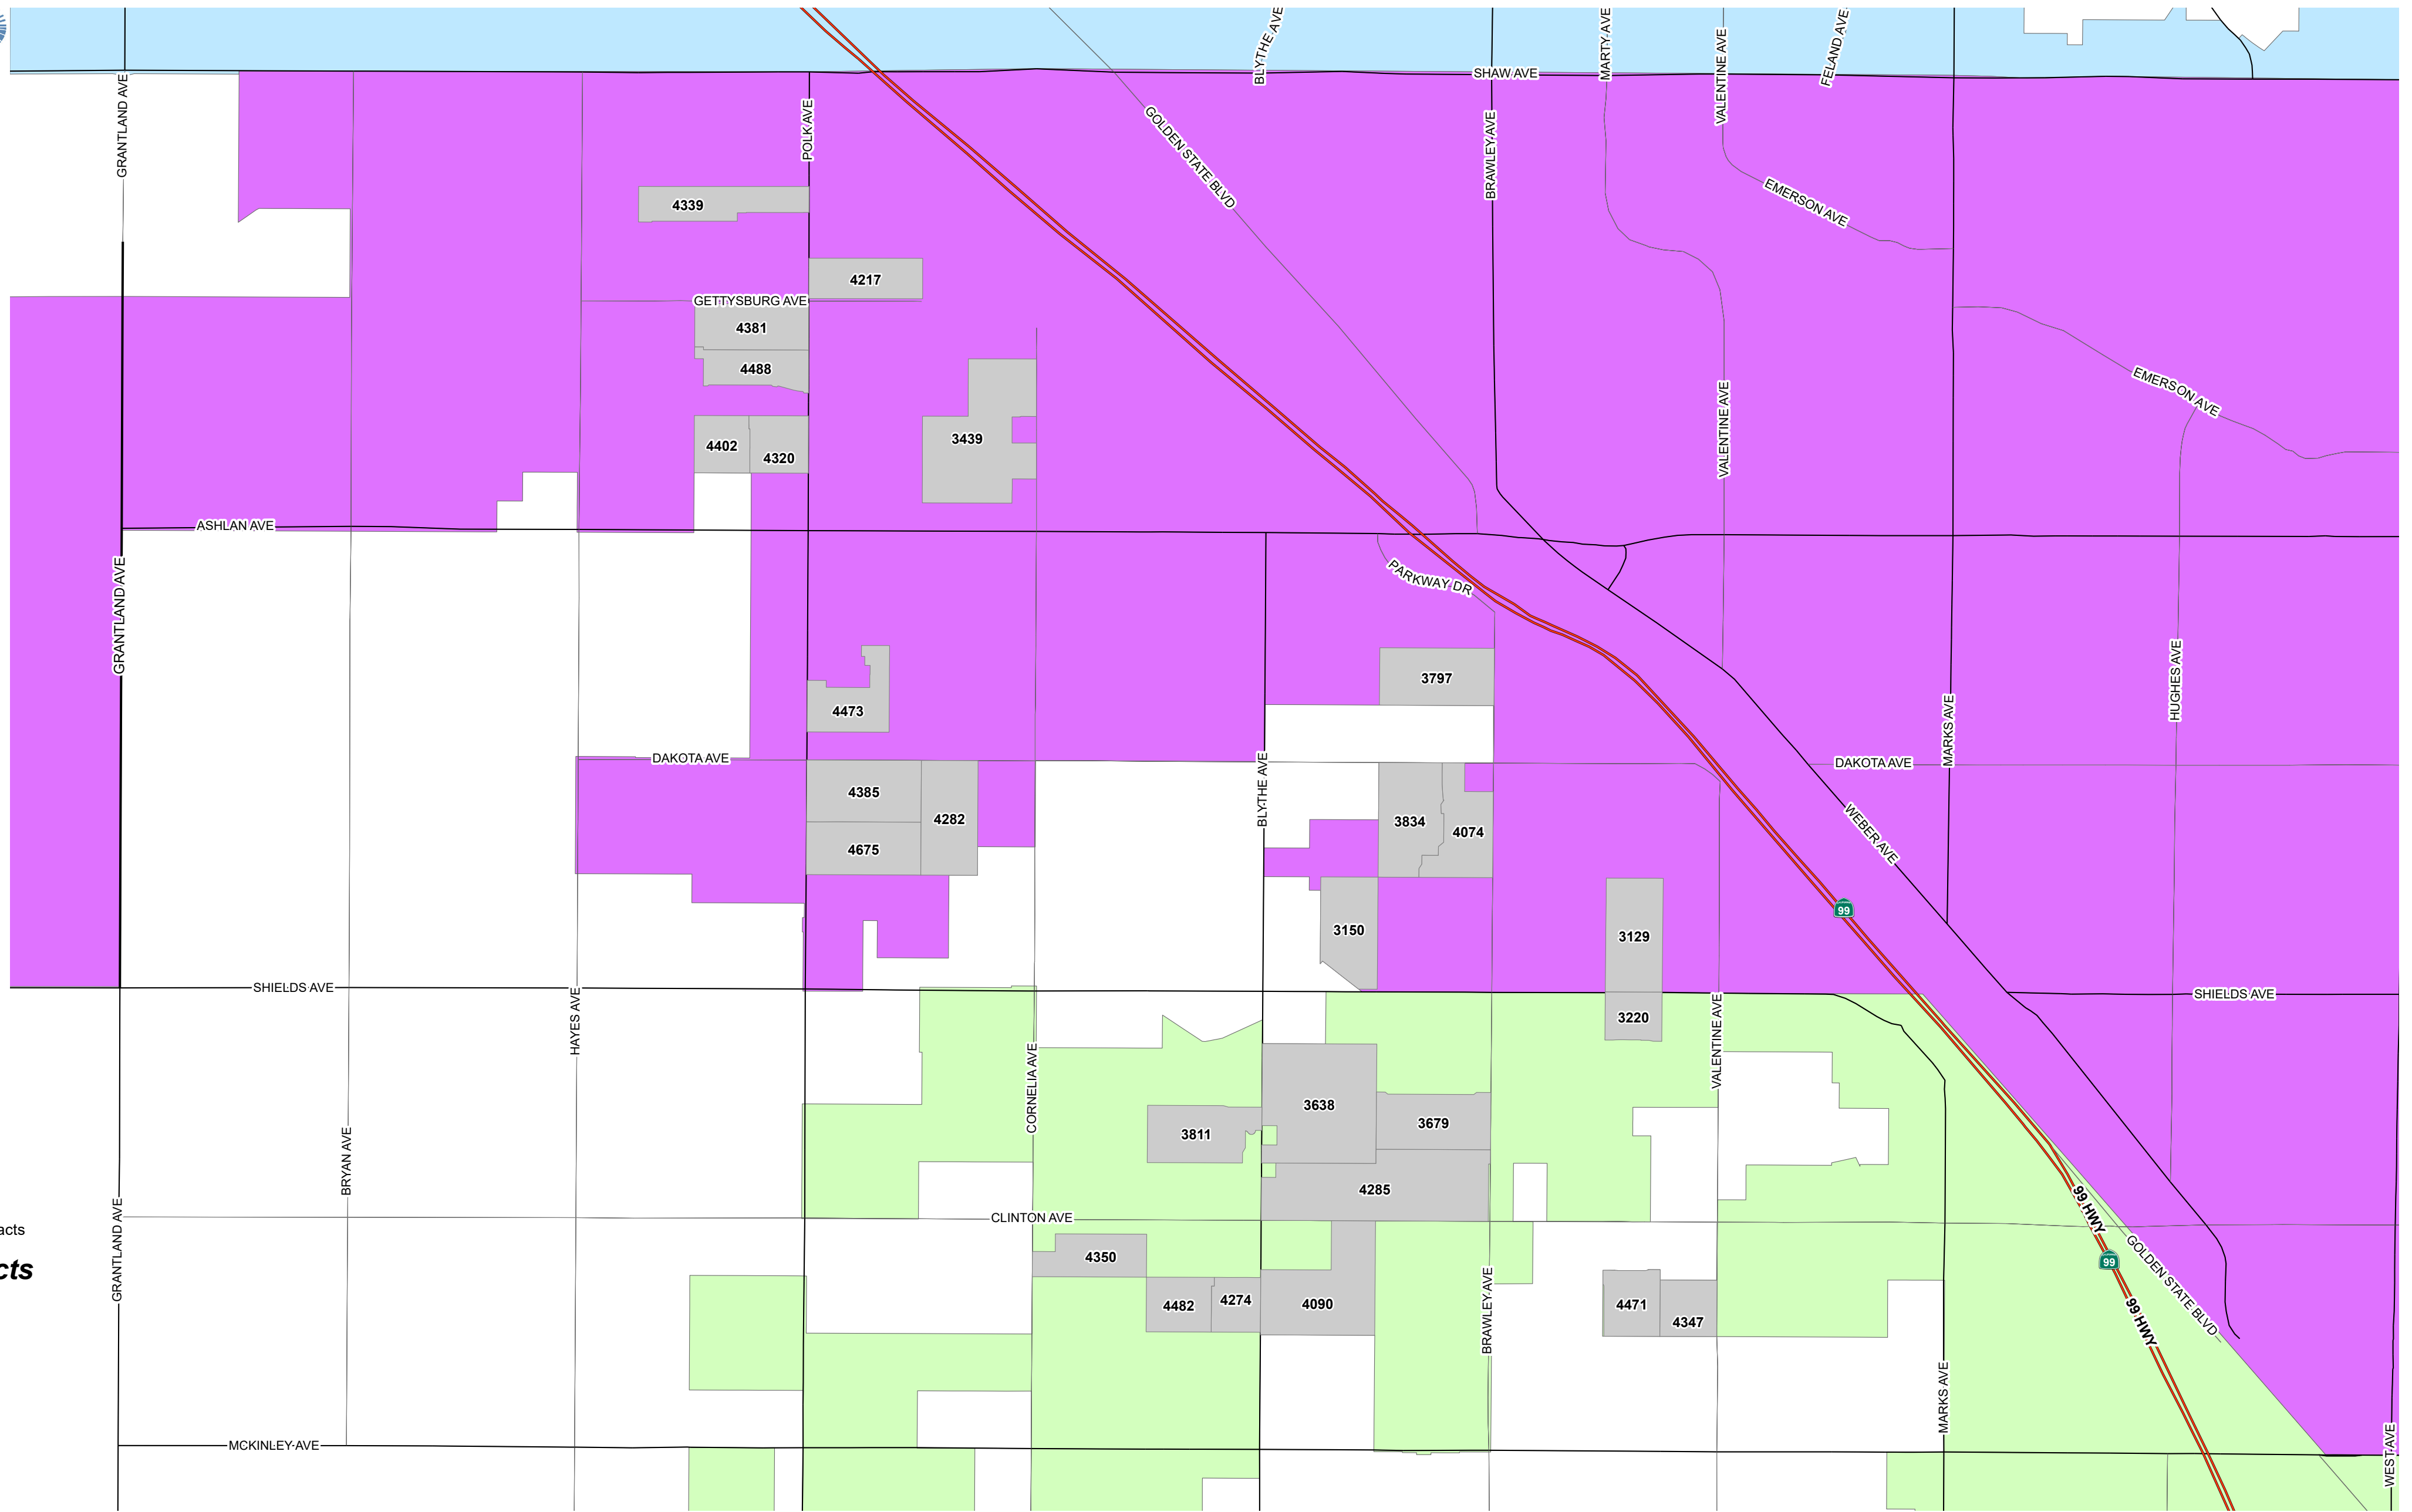 BLYTHE AVE
MARTY AVE
VALENTINE AVE
FELAND AVE
GRANTLAND AVE
SHAW AVE
POLK AVE
GOLDEN STATE BLVD
BRAWLEY AVE
EMERSON AVE
4339
4217
GETTYSBURG AVE
4381
4488
EMERSON AVE
VALENTINE AVE
4402
4320
3439
ASHLAN AVE
GRANTLAND AVE
PARKWAY DR
3797
HUGHES AVE
MARKS AVE
4473
DAKOTA AVE
BLYTHE AVE
DAKOTA AVE
4385
4282
4675
3834
4074
WEBER AVE
3150
3129
99
SHIELDS AVE
SHIELDS AVE
HAYES AVE
3220
VALENTINE AVE
CORNELIA AVE
3638
3679
3811
BRYAN AVE
4285
99 HWY
acts
CLINTON AVE
cts
GRANTLAND AVE
4350
99
GOLDEN STATE BLVD
4482
4274
4090
BRAWLEY AVE
4471
4347
99 HWY
MARKS AVE
MCKINLEY AVE
WEST AVE